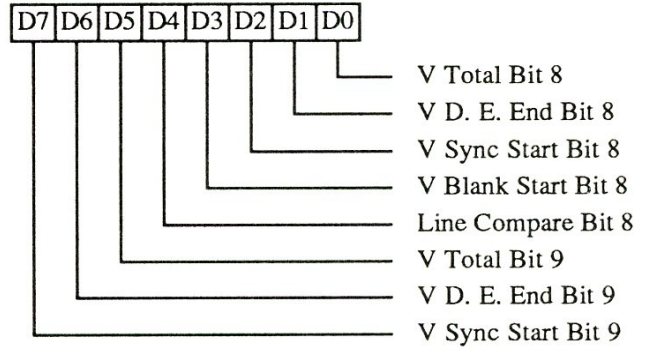 D7 D6 D5 D4 D3 D2 D1 D0
V Total Bit 8
V D. E. End Bit 8
V Sync Start Bit 8
V Blank Start Bit 8
Line Compare Bit 8
V Total Bit 9
V D. E. End Bit 9
V Sync Start Bit 9